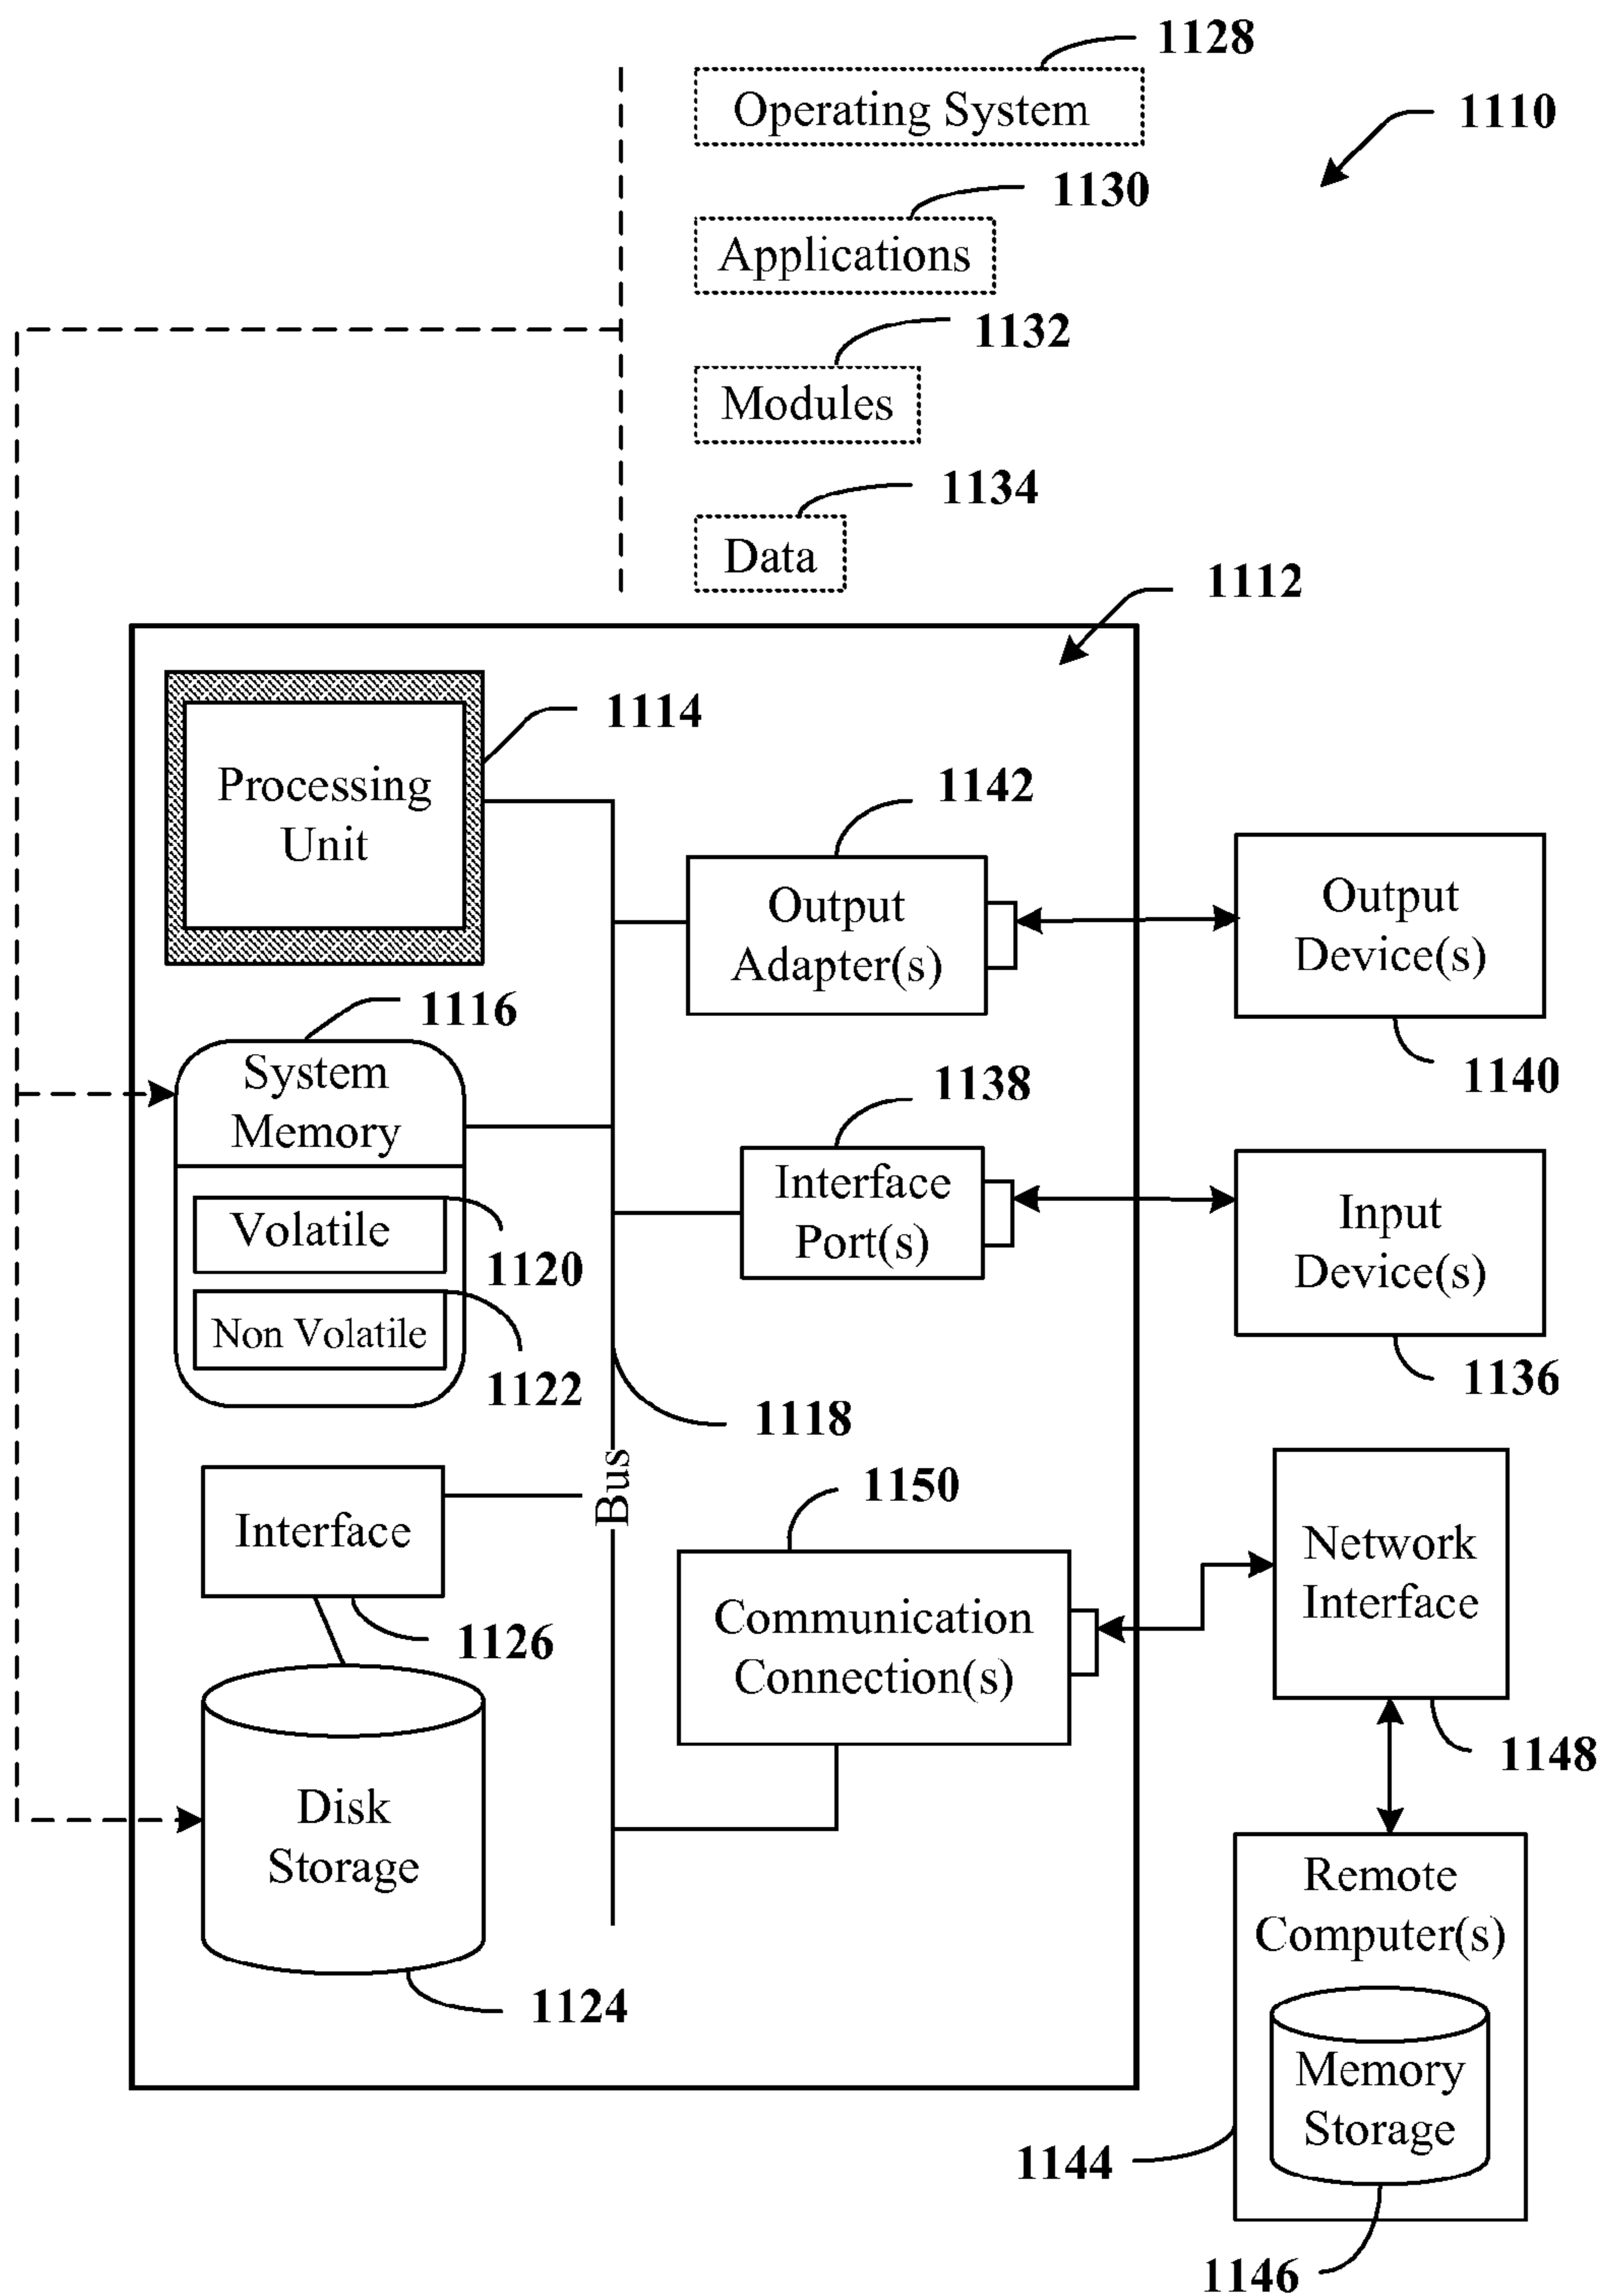 1128
Operating System
1110
1130
Applications
1132
Modules
1134
Data
1112
1114
Processing
Unit
1142
Output
Adapter(s)
Output
Device(s)
1140
1116
System
Memory
1138
Interface
Port(s)
Input
Device(s)
1136
Volatile
1120
Non Volatile
1122
1118
Bus
Interface
1126
1150
Communication
Connection(s)
Network
Interface
1148
Disk
Storage
1124
Remote
Computer(s)
Memory
Storage
1144
1146